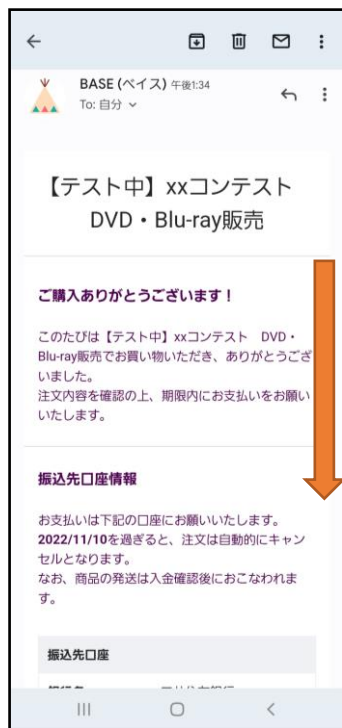 BASE (ベイス) 午後1:34
To: 自分
【テスト中】xxコンテスト
DVD・Blu-ray販売
ご購入ありがとうございます！
このたびは【テスト中】xxコンテスト　DVD・
Blu-ray販売でお買い物いただき、ありがとうござ
いました。
注文内容を確認の上、期限内にお支払いをお願い
いたします。
振込先口座情報
お支払いは下記の口座にお願いいたします。
2022/11/10を過ぎると、注文は自動的にキャン
セルとなります。
なお、商品の発送は入金確認後におこなわれま
す。
振込先口座